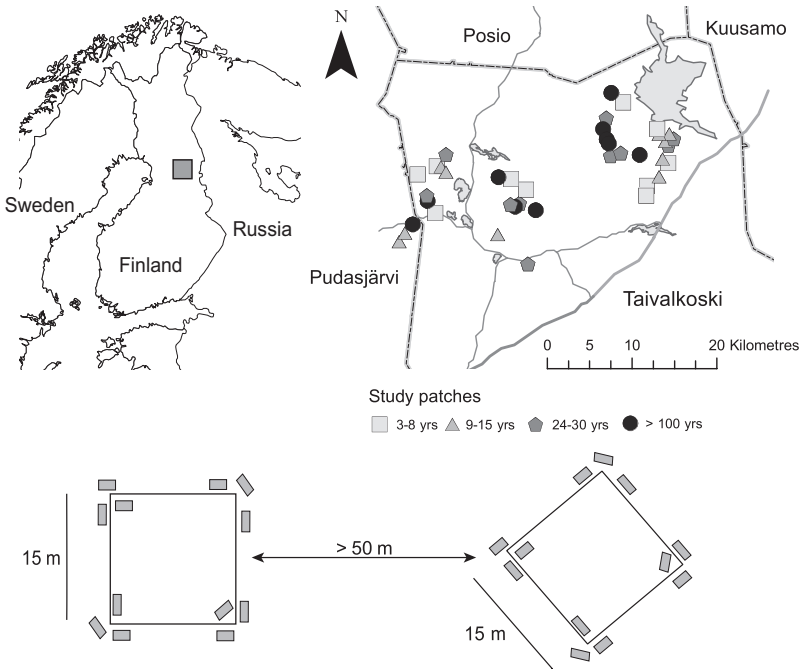 N
Posio
Kuusamo
Sweden
Russia
Finland
Pudasjärvi
Taivalkoski
0 5 10 20 Kilometres
Study patches
3-8 yrs 9-15 yrs 24-30 yrs > 100 yrs
15 m
> 50 m
15 m